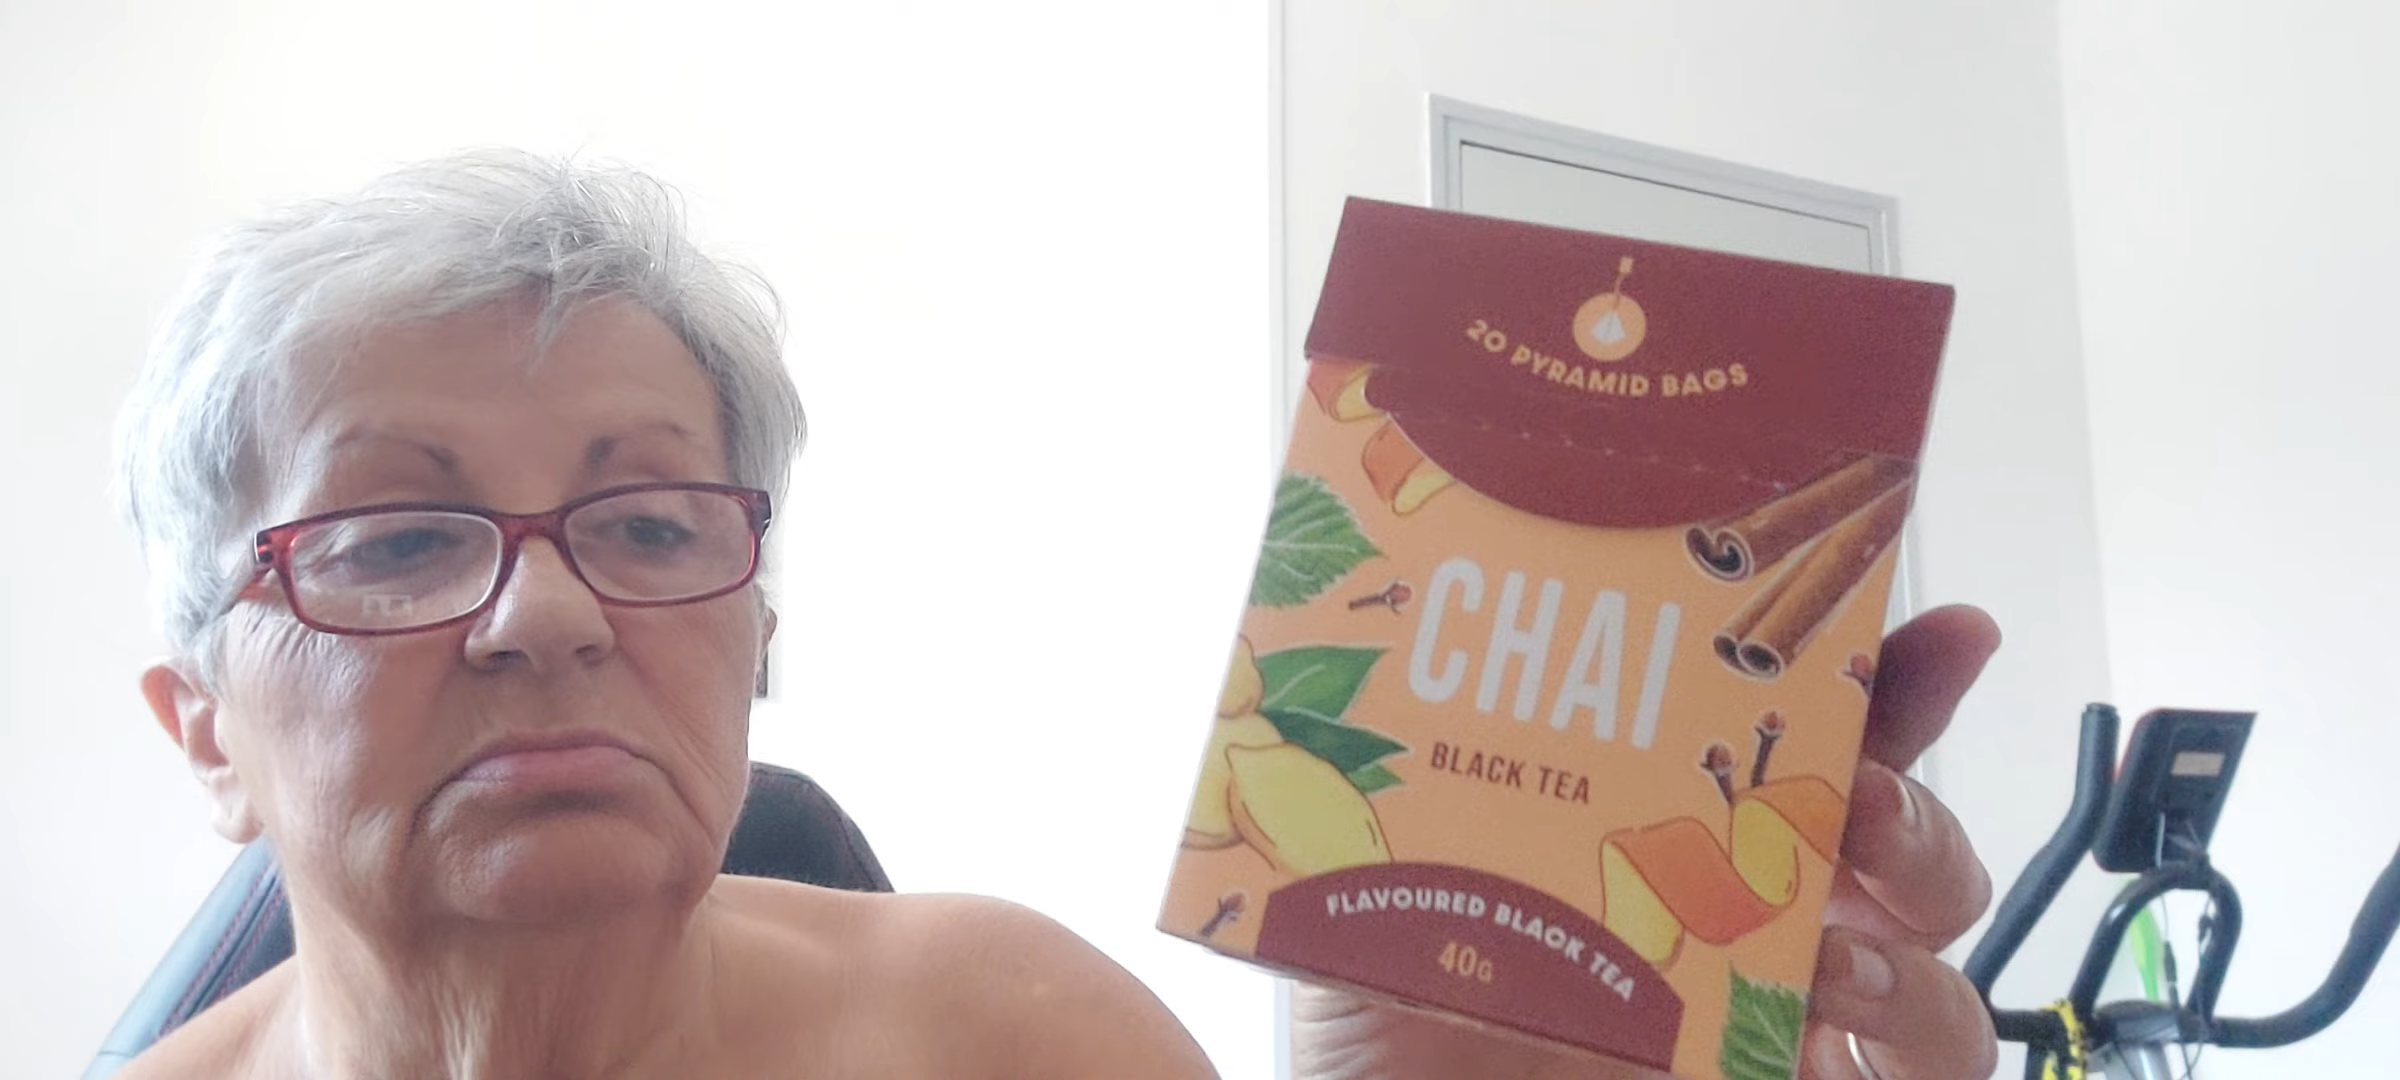 20 PYRAMID BAGS
CHAI
BLACK TEA
FLAVOURED BLACK TEA
40G